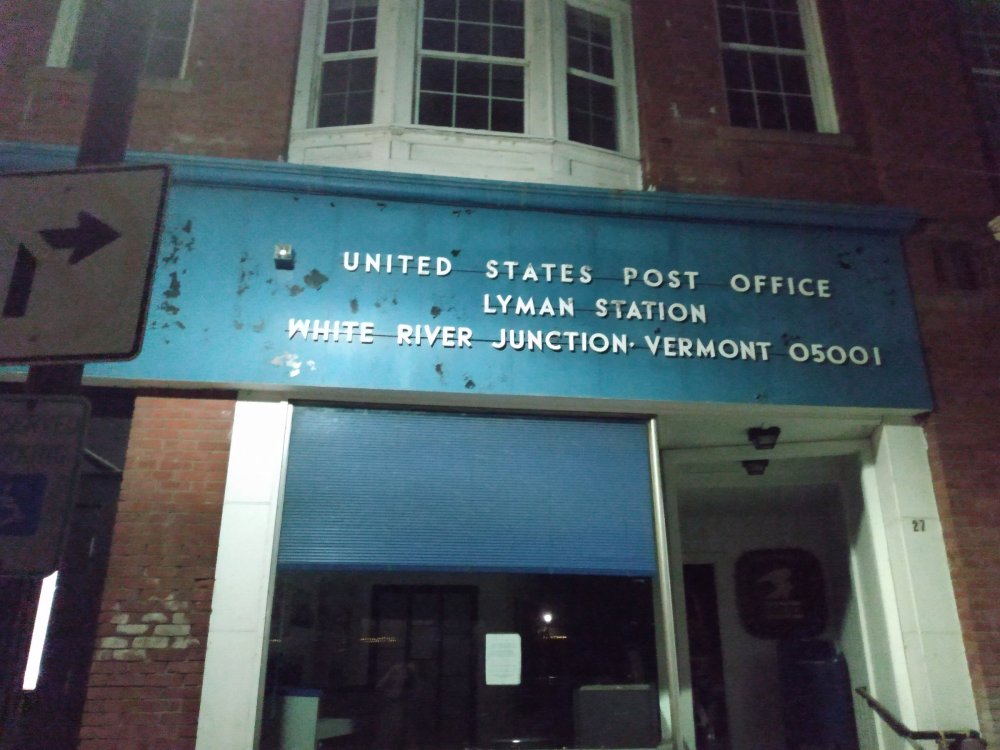 UNITED STATES POST OFFICE
LYMAN STATION
WHITE RIVER JUNCTION, VERMONT 05001
27